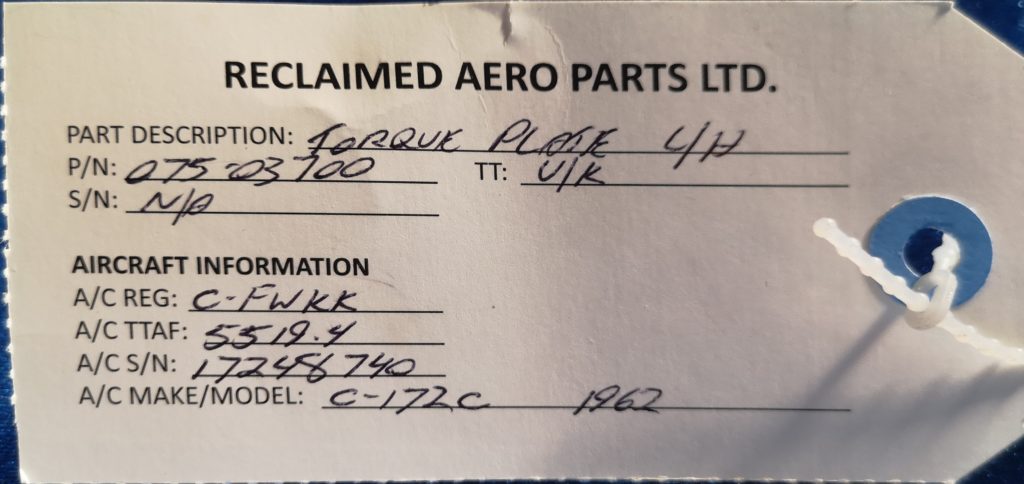 RECLAIMED AERO PARTS LTD.
PART DESCRIPTION: TORQUE PLATE L/H
P/N: 075-03700 TT: U/K
S/N: N/A
AIRCRAFT INFORMATION
A/C REG: C-FWKK
A/C TTAF: 5519.4
A/C S/N: 17248740
A/C MAKE/MODEL: C-172C 1962